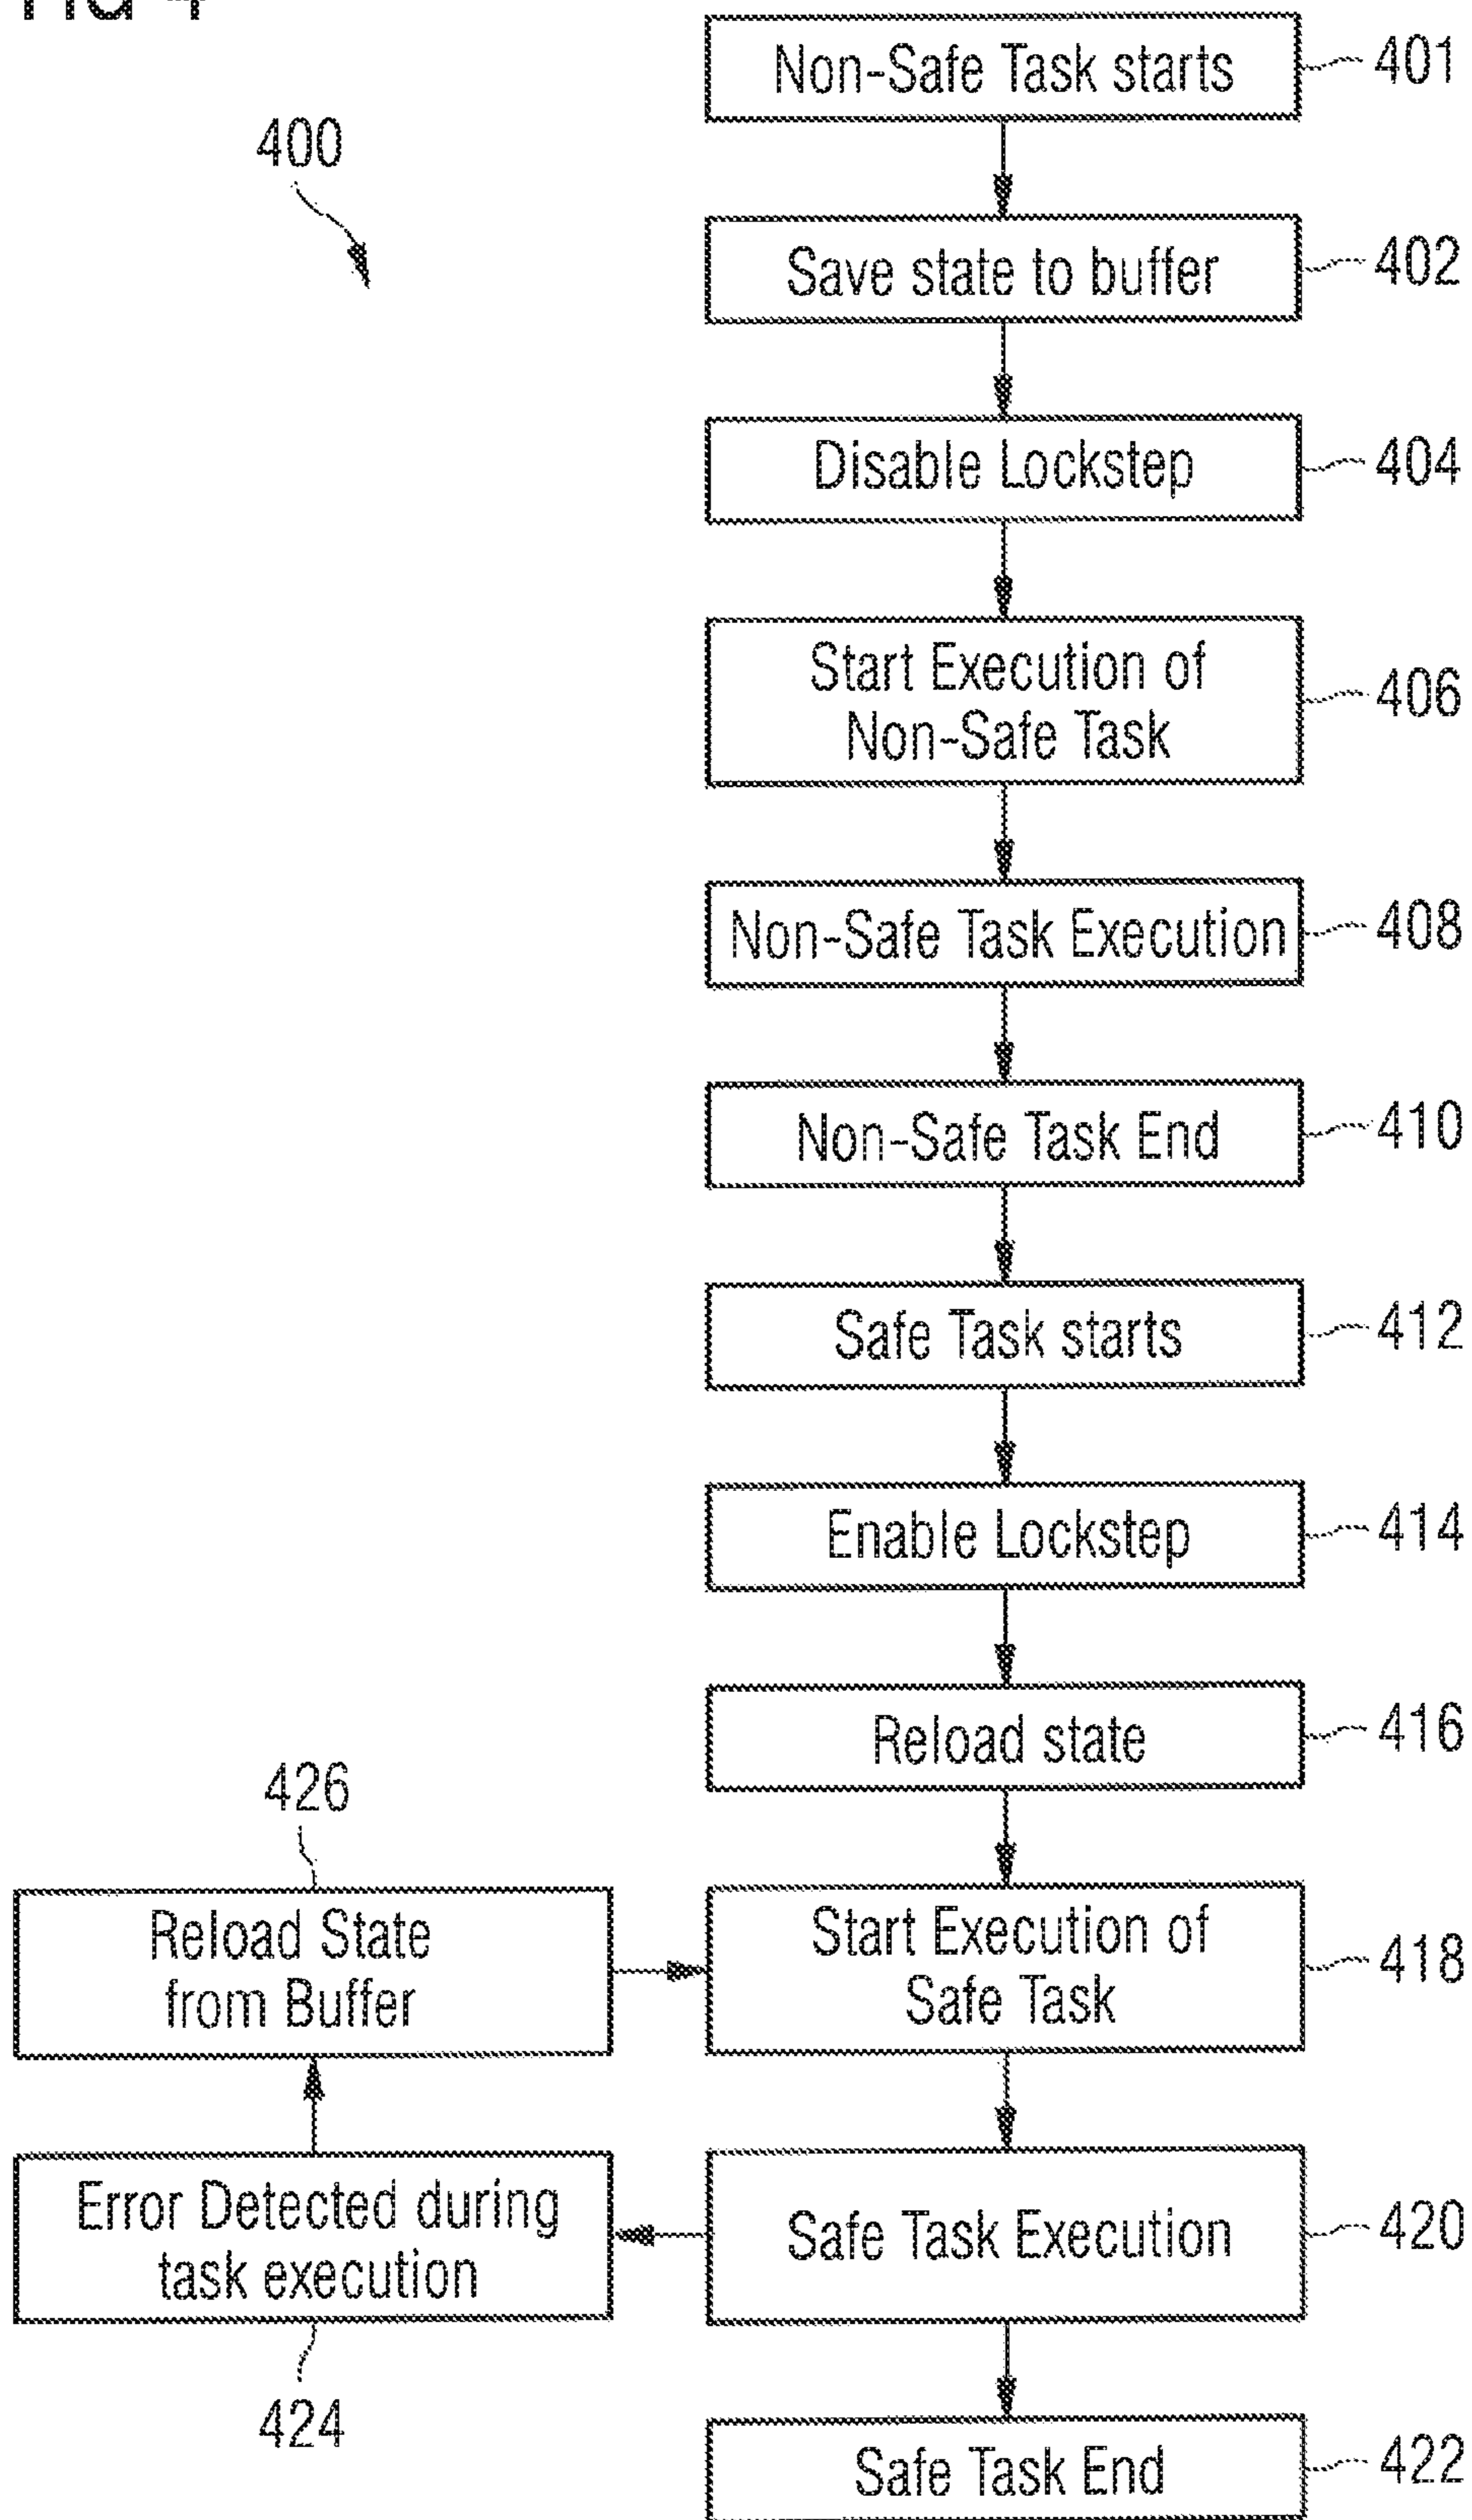 Non-Safe Task starts
401
400
Save state to buffer
402
Disable Lockstep
404
Start Execution of
Non-Safe Task
406
Non-Safe Task Execution
408
Non-Safe Task End
410
Safe Task starts
412
Enable Lockstep
414
Reload state
416
426
Reload State
from Buffer
Start Execution of
Safe Task
418
Error Detected during
task execution
424
Safe Task Execution
420
Safe Task End
422